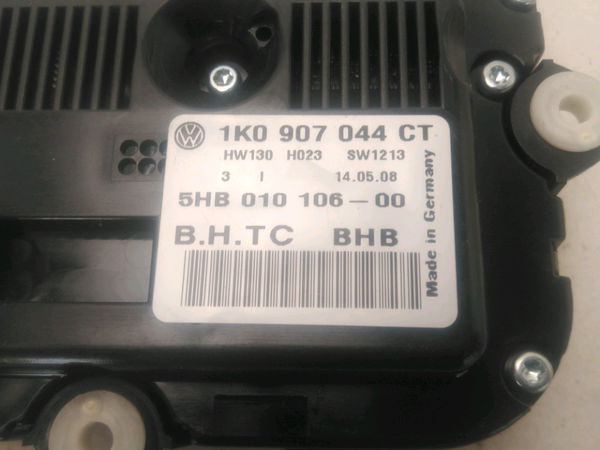 1K0 907 044 CT
HW130 H023 SW1213
3 I 14.05.08
5HB 010 106-00
B.H.TC BHB
Made in Germany